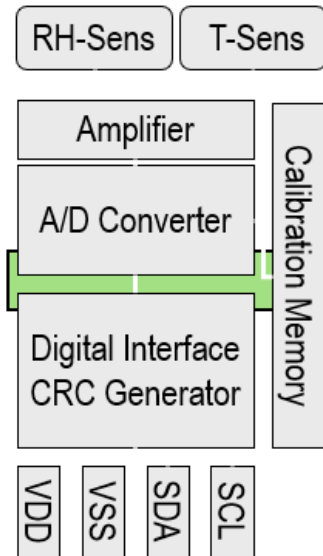 RH-Sens
T-Sens
Amplifier
A/D Converter
Calibration Memory
Digital Interface
CRC Generator
VDD
VSS
SDA
SCL